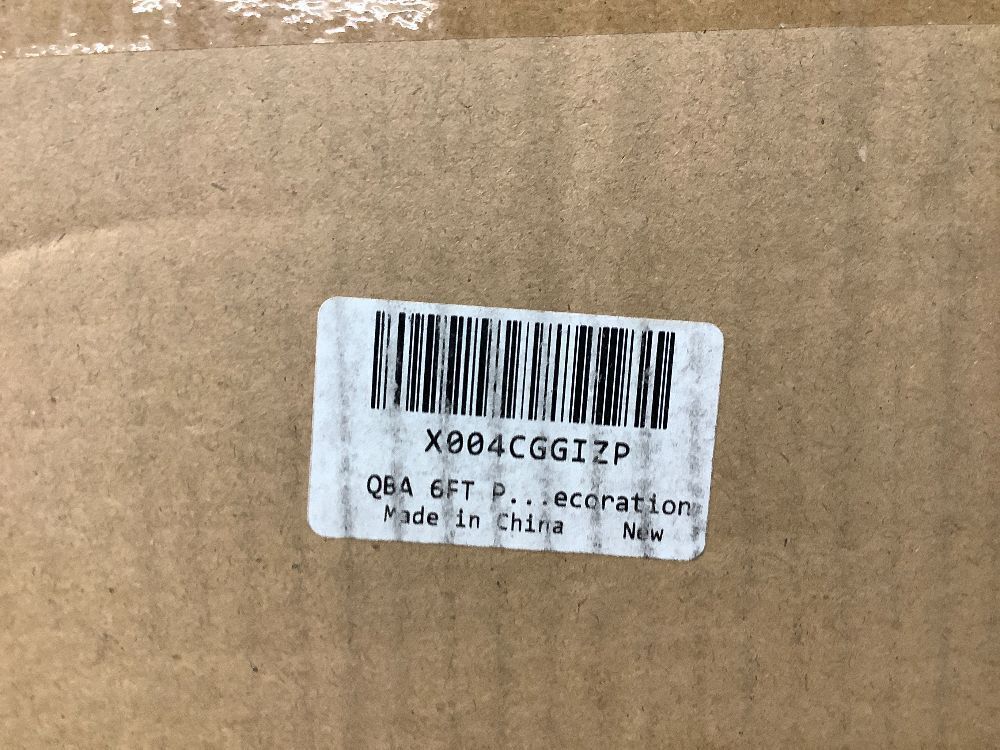 X004CGGIZP
QBA 6FT P...ecoration
Made in China New